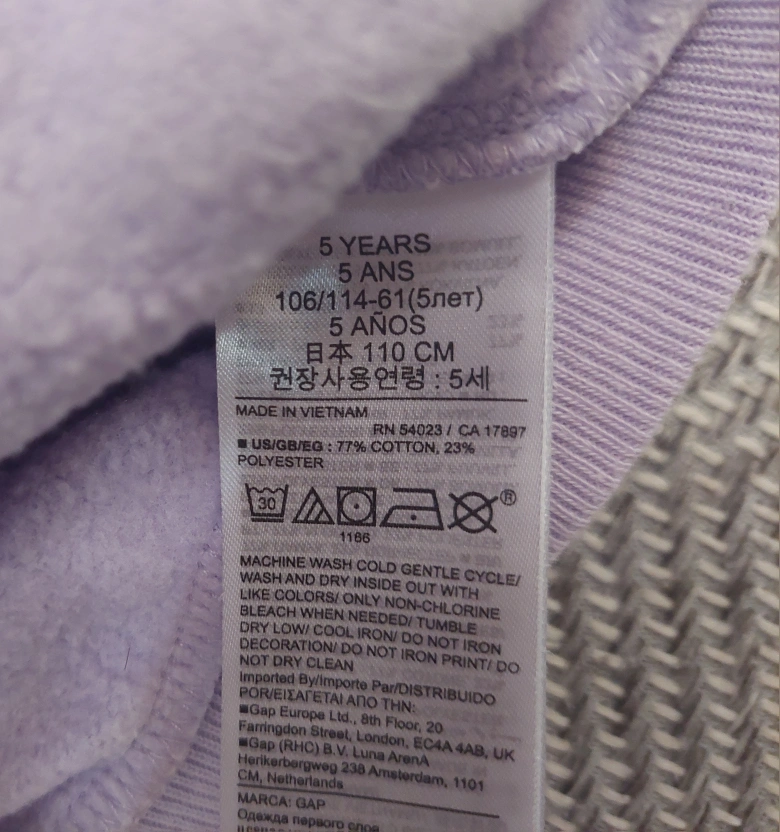 5 YEARS
5 ANS
106/114-61(5лет)
5 AÑOS
日本 110 CM
권장사용연령 : 5세
MADE IN VIETNAM
RN 54023 / CA 17897
■ US/GB/EG : 77% COTTON, 23%
POLYESTER
30
®
1186
MACHINE WASH COLD GENTLE CYCLE/
WASH AND DRY INSIDE OUT WITH
LIKE COLORS/ ONLY NON-CHLORINE
BLEACH WHEN NEEDED/ TUMBLE
DRY LOW/ COOL IRON/ DO NOT IRON
DECORATION/ DO NOT IRON PRINT/ DO
NOT DRY CLEAN
Imported By/Importe Par/DISTRIBUIDO
POR/ΕΙΣΑΓΕΤΑΙ ΑΠΟ ΤΗΝ:
■Gap Europe Ltd., 8th Floor, 20
Farringdon Street, London, EC4A 4AB, UK
■Gap (RHC) B.V. Luna ArenA
Herikerbergweg 238 Amsterdam, 1101
CM, Netherlands
MARCA: GAP
Одежда первого слоя